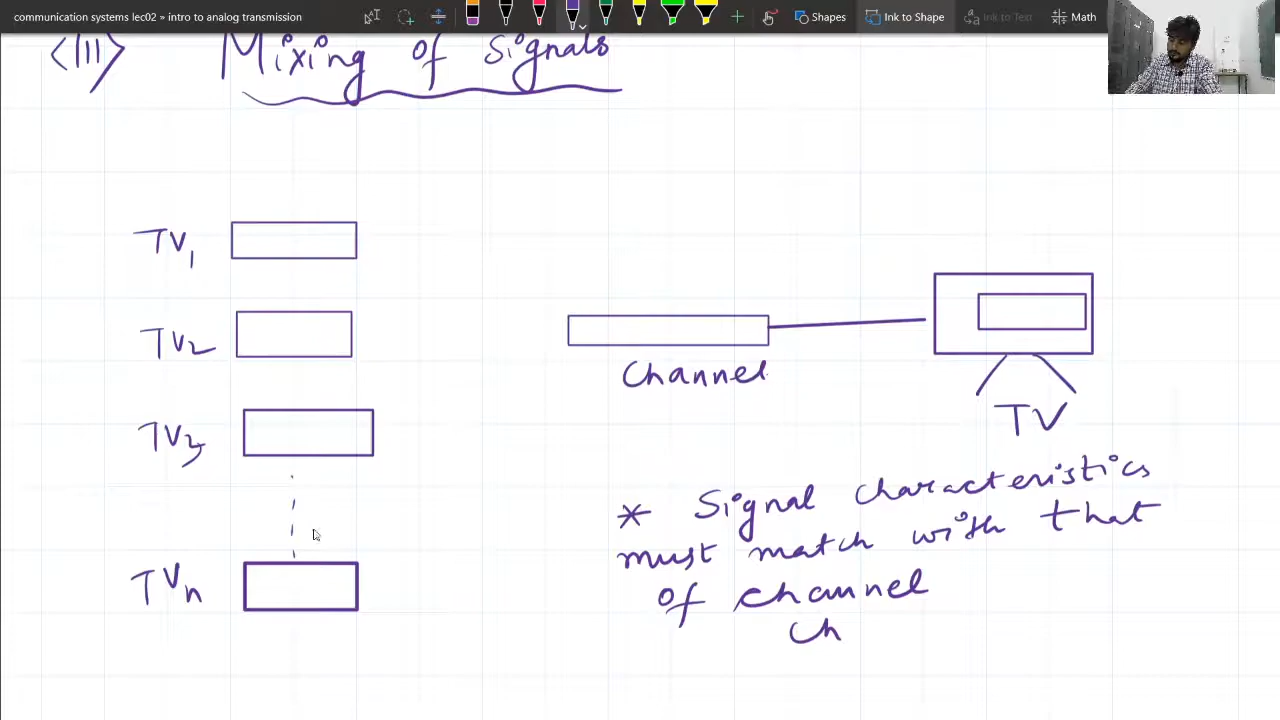 communication systems lec02 » intro to analog transmission
Shapes
Ink to Shape
Ink to Text
Math
<III> Mixing of Signals
TV1
TV2
TV3
TVn
Channel
TV
* Signal characteristics
must match with that
of channel
Ch